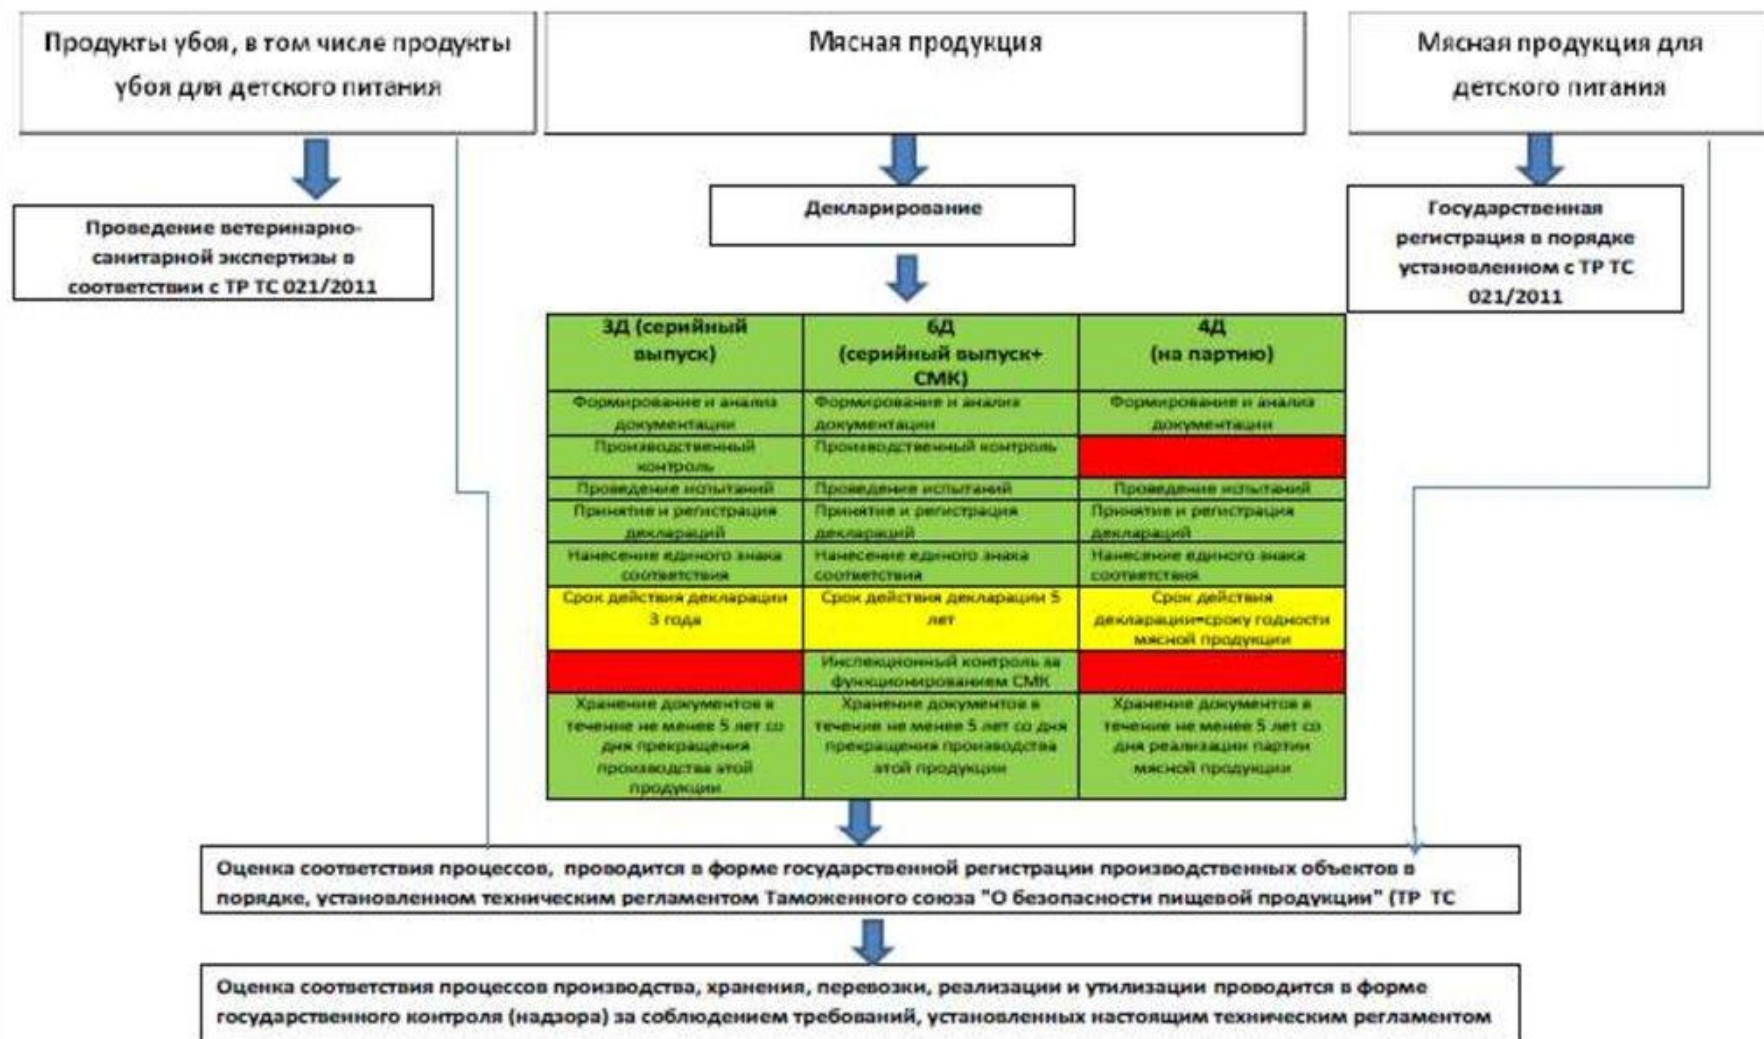 Продукты убоя, в том числе продукты
убоя для детского питания
Мясная продукция
Мясная продукция для
детского питания
Проведение ветеринарно-
санитарной экспертизы в
соответствии с ТР ТС 021/2011
Декларирование
Государственная
регистрация в порядке
установленном с ТР ТС
021/2011
3Д (серийный
выпуск)
6Д
(серийный выпуск+
СМК)
4Д
(на партию)
Формирование и анализ
документации
Формирование и анализ
документации
Формирование и анализ
документации
Производственный
контроль
Производственный контроль
Проведение испытаний
Проведение испытаний
Проведение испытаний
Принятие и регистрация
деклараций
Принятие и регистрация
деклараций
Принятие и регистрация
деклараций
Нанесение единого знака
соответствия
Нанесение единого знака
соответствия
Нанесение единого знака
соответствия
Срок действия декларации
3 года
Срок действия декларации 5
лет
Срок действия
декларации=сроку годности
мясной продукции
Инспекционный контроль за
функционированием СМК
Хранение документов в
течение не менее 5 лет со
дня прекращения
производства этой
продукции
Хранение документов в
течение не менее 5 лет со дня
прекращения производства
этой продукции
Хранение документов в
течение не менее 5 лет со
дня реализации партии
мясной продукции
Оценка соответствия процессов, проводится в форме государственной регистрации производственных объектов в
порядке, установленном техническим регламентом Таможенного союза "О безопасности пищевой продукции" (ТР ТС
Оценка соответствия процессов производства, хранения, перевозки, реализации и утилизации проводится в форме
государственного контроля (надзора) за соблюдением требований, установленных настоящим техническим регламентом